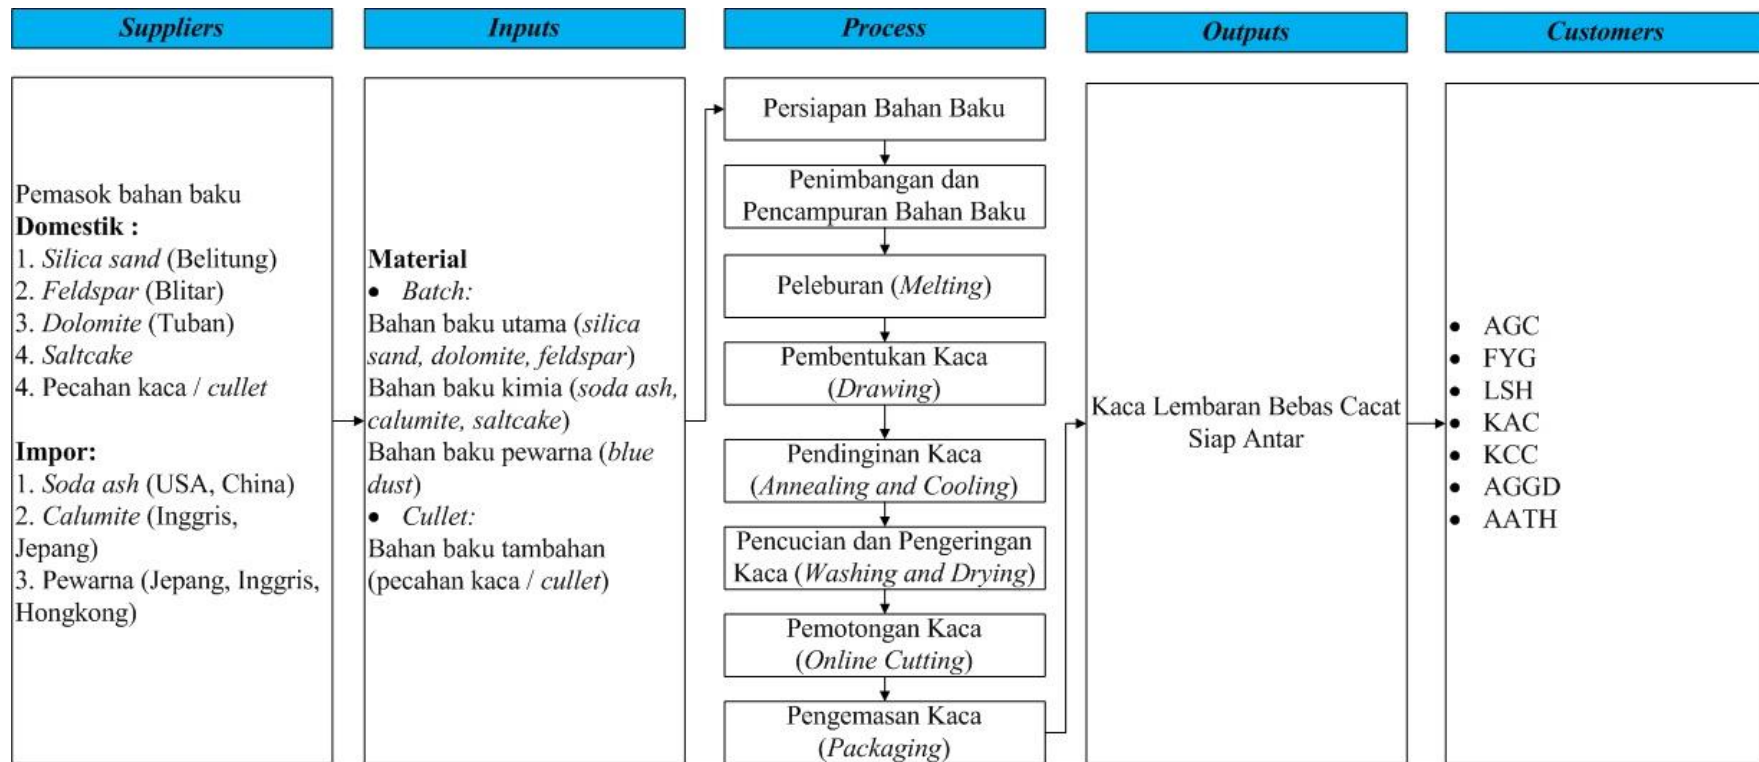 Suppliers
Inputs
Process
Outputs
Customers
Pemasok bahan baku
Domestik :
1. Silica sand (Belitung)
2. Feldspar (Blitar)
3. Dolomite (Tuban)
4. Saltcake
4. Pecahan kaca / cullet
Impor:
1. Soda ash (USA, China)
2. Calumite (Inggris,
Jepang)
3. Pewarna (Jepang, Inggris,
Hongkong)
Material
• Batch:
Bahan baku utama (silica
sand, dolomite, feldspar)
Bahan baku kimia (soda ash,
calumite, saltcake)
Bahan baku pewarna (blue
dust)
• Cullet:
Bahan baku tambahan
(pecahan kaca / cullet)
Persiapan Bahan Baku
Penimbangan dan
Pencampuran Bahan Baku
Peleburan (Melting)
Pembentukan Kaca
(Drawing)
Pendinginan Kaca
(Annealing and Cooling)
Pencucian dan Pengeringan
Kaca (Washing and Drying)
Pemotongan Kaca
(Online Cutting)
Pengemasan Kaca
(Packaging)
Kaca Lembaran Bebas Cacat
Siap Antar
• AGC
• FYG
• LSH
• KAC
• KCC
• AGGD
• AATH